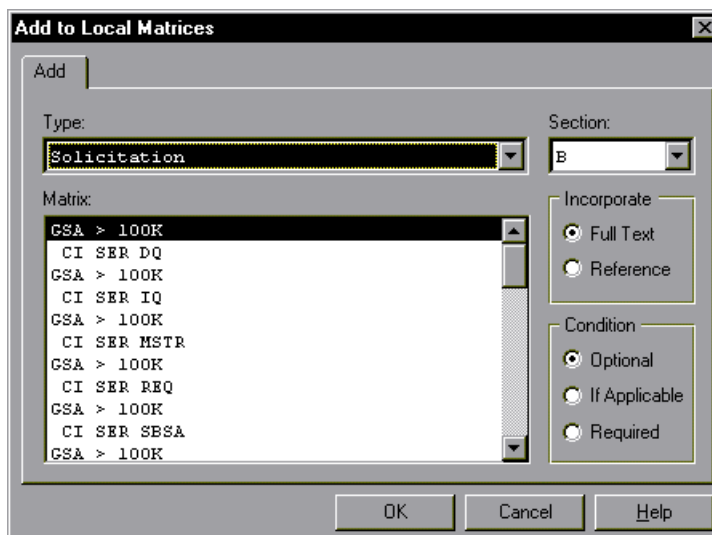 Add to Local Matrices
Add
Type:
Section:
Solicitation
B
Matrix:
GSA > 100K
CI SER DQ
GSA > 100K
CI SER IQ
GSA > 100K
CI SER MSTR
GSA > 100K
CI SER REQ
GSA > 100K
CI SER SBSA
GSA > 100K
Incorporate
Full Text
Reference
Condition
Optional
If Applicable
Required
OK
Cancel
Help